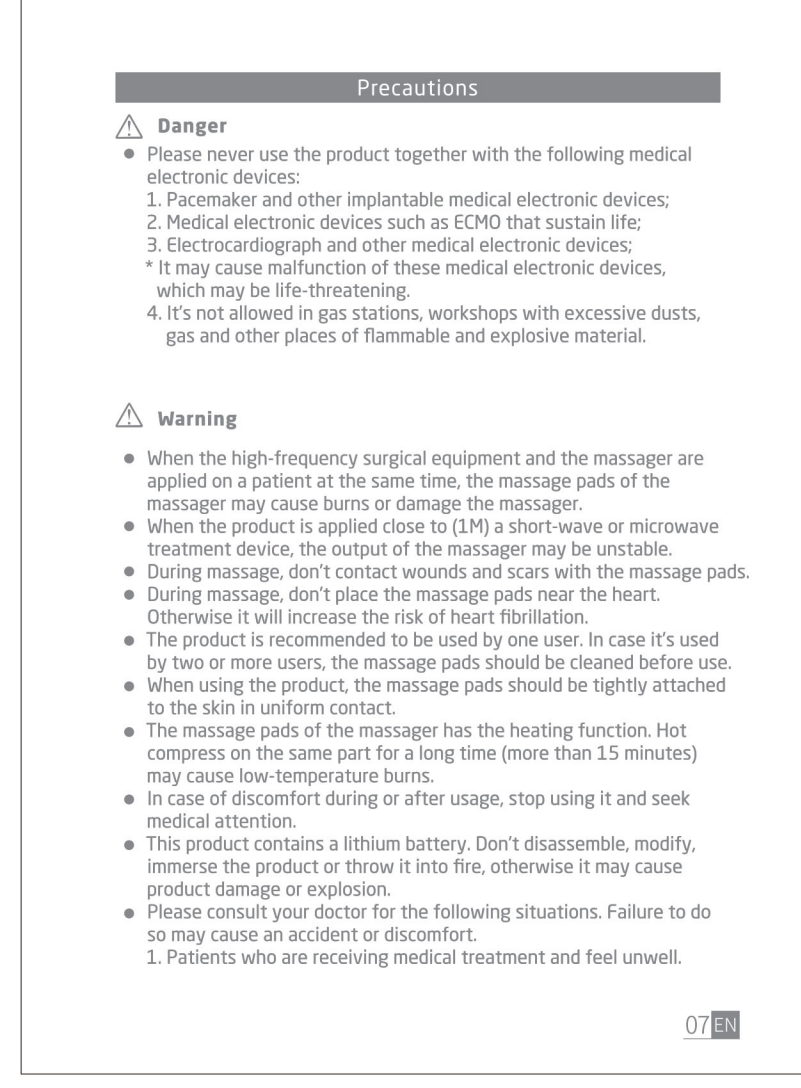 Precautions
Danger
● Please never use the product together with the following medical
electronic devices:
1. Pacemaker and other implantable medical electronic devices;
2. Medical electronic devices such as ECMO that sustain life;
3. Electrocardiograph and other medical electronic devices;
* It may cause malfunction of these medical electronic devices,
which may be life-threatening.
4. It's not allowed in gas stations, workshops with excessive dusts,
gas and other places of flammable and explosive material.
Warning
● When the high-frequency surgical equipment and the massager are
applied on a patient at the same time, the massage pads of the
massager may cause burns or damage the massager.
● When the product is applied close to (1M) a short-wave or microwave
treatment device, the output of the massager may be unstable.
● During massage, don't contact wounds and scars with the massage pads.
● During massage, don't place the massage pads near the heart.
Otherwise it will increase the risk of heart fibrillation.
● The product is recommended to be used by one user. In case it's used
by two or more users, the massage pads should be cleaned before use.
● When using the product, the massage pads should be tightly attached
to the skin in uniform contact.
● The massage pads of the massager has the heating function. Hot
compress on the same part for a long time (more than 15 minutes)
may cause low-temperature burns.
● In case of discomfort during or after usage, stop using it and seek
medical attention.
● This product contains a lithium battery. Don't disassemble, modify,
immerse the product or throw it into fire, otherwise it may cause
product damage or explosion.
● Please consult your doctor for the following situations. Failure to do
so may cause an accident or discomfort.
1. Patients who are receiving medical treatment and feel unwell.
07 EN